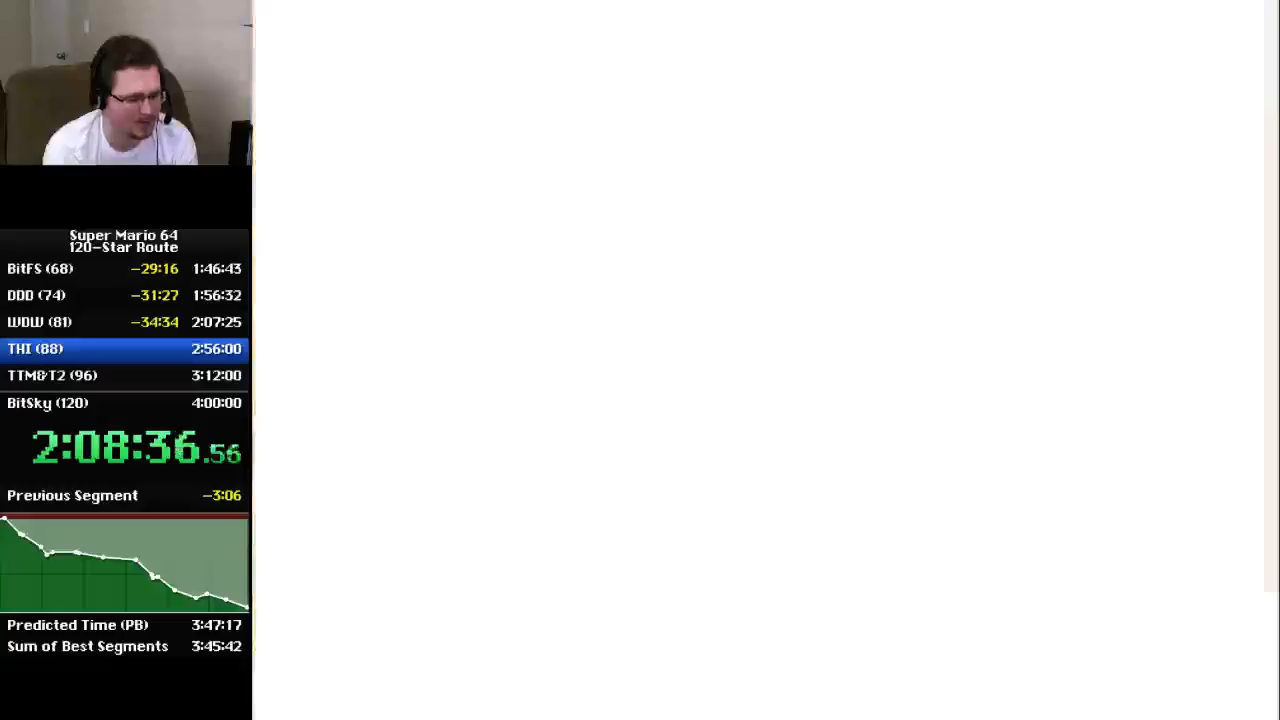 Super Mario 64
120-Star Route
BitFS (68) -29:16 1:46:43
DDD (74) -31:27 1:56:32
WDW (81) -34:34 2:07:25
THI (88) 2:56:00
TTM&T2 (96) 3:12:00
BitSky (120) 4:00:00
2:08:36.56
Previous Segment -3:06
Predicted Time (PB) 3:47:17
Sum of Best Segments 3:45:42